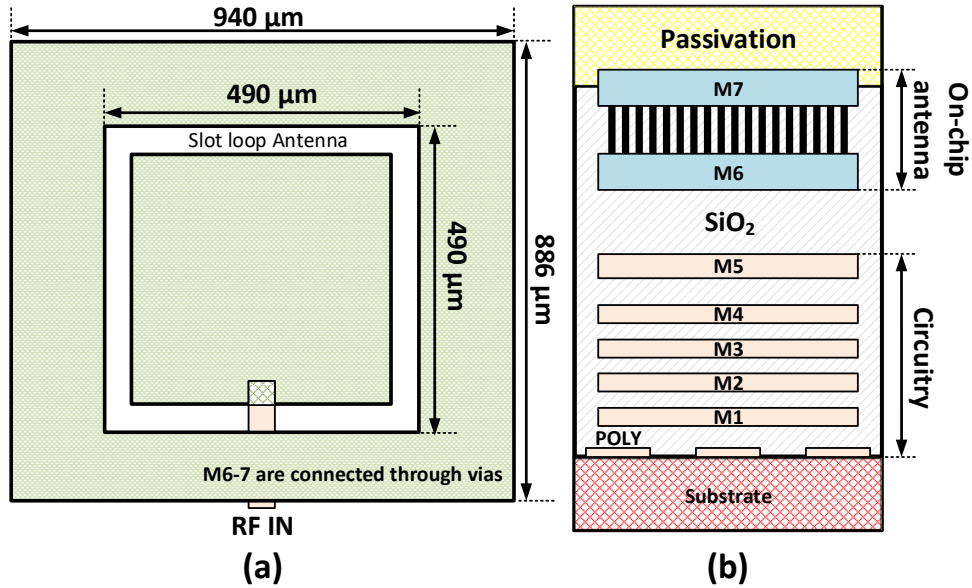 940 µm
490 µm
Slot loop Antenna
490 µm
886 µm
M6-7 are connected through vias
RF IN
(a)
Passivation
M7
M6
On-chip
antenna
SiO₂
M5
M4
M3
M2
M1
POLY
Circuitry
Substrate
(b)